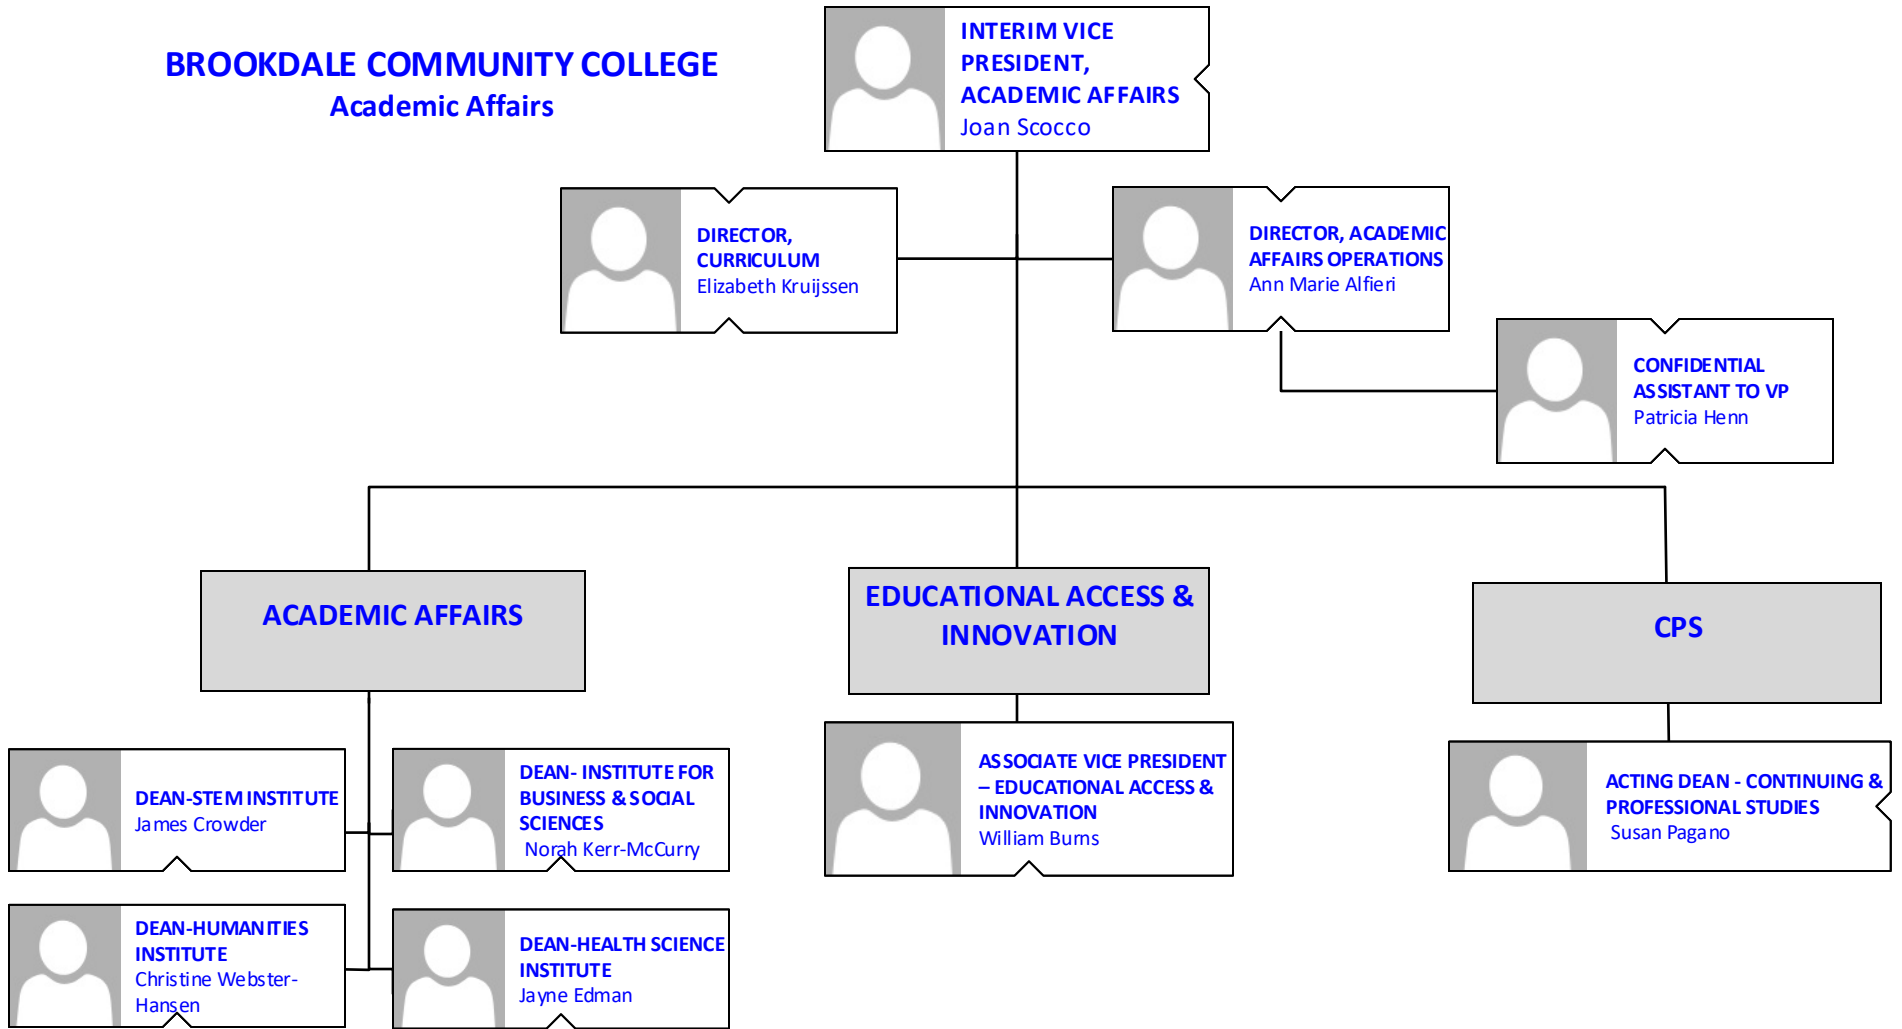 BROOKDALE COMMUNITY COLLEGE
Academic Affairs
INTERIM VICE
PRESIDENT,
ACADEMIC AFFAIRS
Joan Scocco
DIRECTOR,
CURRICULUM
Elizabeth Kruijssen
DIRECTOR, ACADEMIC
AFFAIRS OPERATIONS
Ann Marie Alfieri
CONFIDENTIAL
ASSISTANT TO VP
Patricia Henn
ACADEMIC AFFAIRS
EDUCATIONAL ACCESS &
INNOVATION
CPS
DEAN-STEM INSTITUTE
James Crowder
DEAN- INSTITUTE FOR
BUSINESS & SOCIAL
SCIENCES
Norah Kerr-McCurry
ASSOCIATE VICE PRESIDENT
– EDUCATIONAL ACCESS &
INNOVATION
William Burns
ACTING DEAN - CONTINUING &
PROFESSIONAL STUDIES
Susan Pagano
DEAN-HUMANITIES
INSTITUTE
Christine Webster-
Hansen
DEAN-HEALTH SCIENCE
INSTITUTE
Jayne Edman